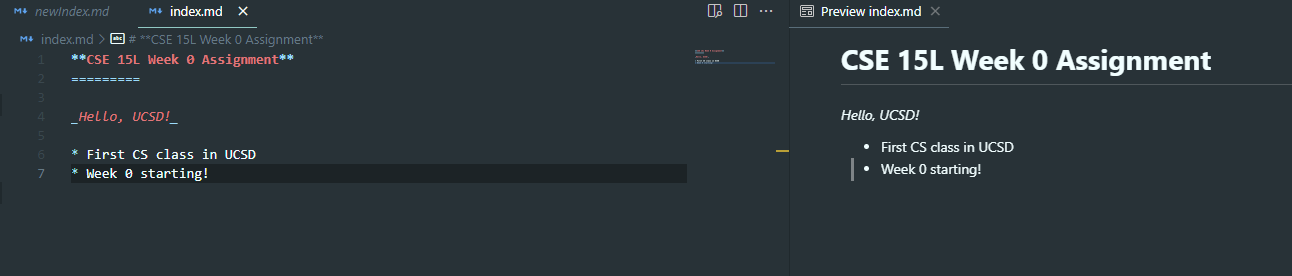 newIndex.md index.md
index.md > # **CSE 15L Week 0 Assignment**
1 **CSE 15L Week 0 Assignment**
2 =========
3
4 _Hello, UCSD!_
5
6 * First CS class in UCSD
7 * Week 0 starting!
Preview index.md
CSE 15L Week 0 Assignment
Hello, UCSD!
• First CS class in UCSD
• Week 0 starting!